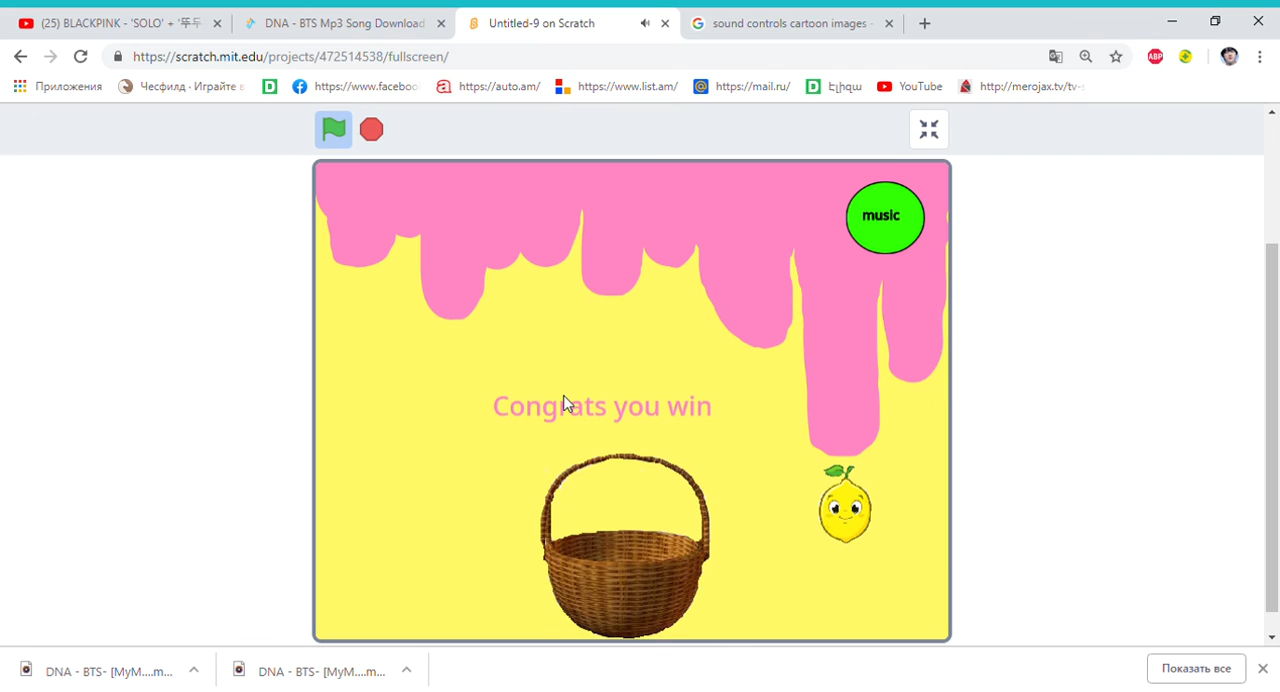 (25) BLACKPINK - 'SOLO' + '뚜두
DNA - BTS Mp3 Song Download
Untitled-9 on Scratch
sound controls cartoon images -
https://scratch.mit.edu/projects/472514538/fullscreen/
ABP
Приложения
Чесфилд · Играйте в
https://www.faceboo
https://auto.am/
https://www.list.am/
https://mail.ru/
Էլիզա
YouTube
http://merojax.tv/tv-s
music
Congrats you win
DNA - BTS- [MyM....m...
DNA - BTS- [MyM....m...
Показать все